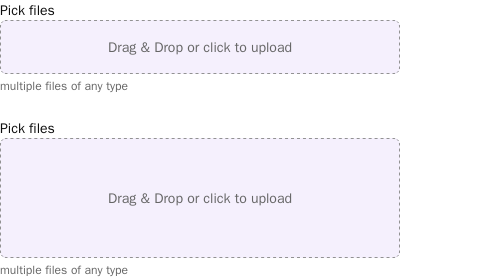 Pick files
Drag & Drop or click to upload
multiple files of any type
Pick files
Drag & Drop or click to upload
multiple files of any type